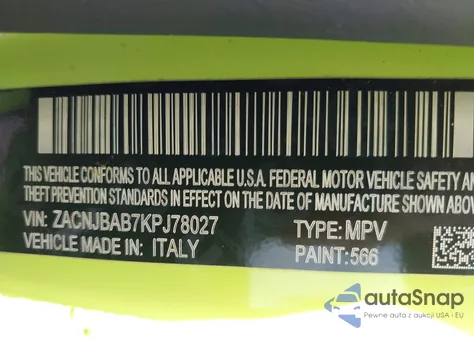 THIS VEHICLE CONFORMS TO ALL APPLICABLE U.S.A. FEDERAL MOTOR VEHICLE SAFETY AN
THEFT PREVENTION STANDARDS IN EFFECT ON THE DATE OF MANUFACTURE SHOWN ABOVE
VIN: ZACNJBAB7KPJ78027 TYPE: MPV
VEHICLE MADE IN: ITALY PAINT: 566
autaSnap
Pewne auta z aukcji USA i EU